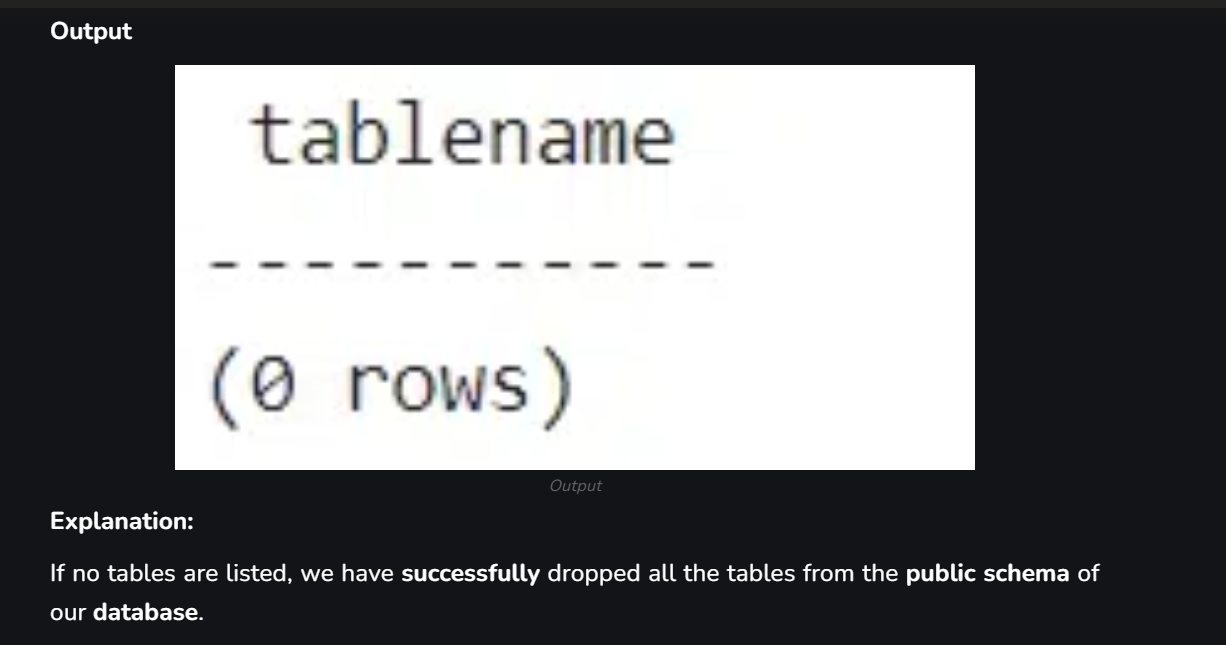 Output
tablename
-----------
(0 rows)
Output
Explanation:
If no tables are listed, we have successfully dropped all the tables from the public schema of
our database.